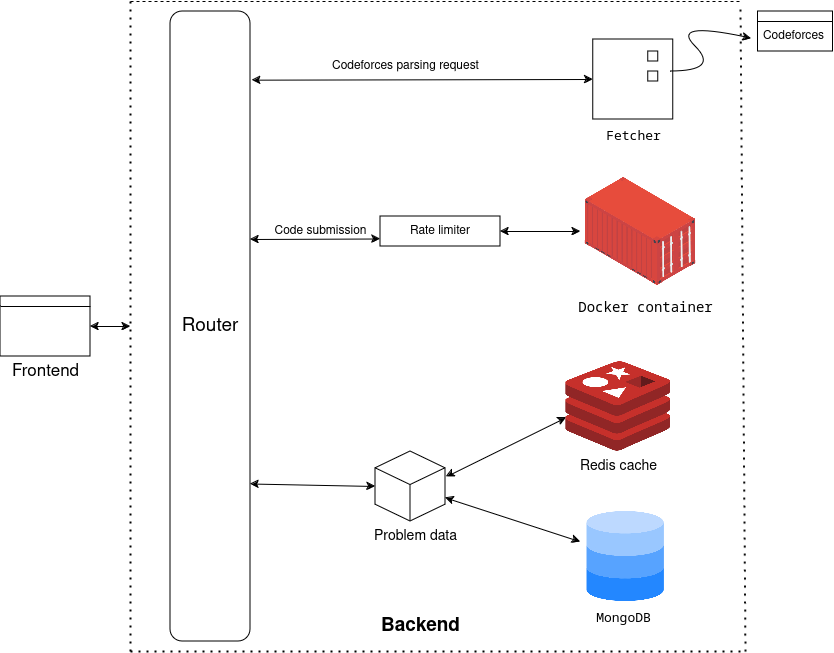 Codeforces
Codeforces parsing request
Fetcher
Code submission
Rate limiter
Docker container
Router
Frontend
Redis cache
Problem data
MongoDB
Backend